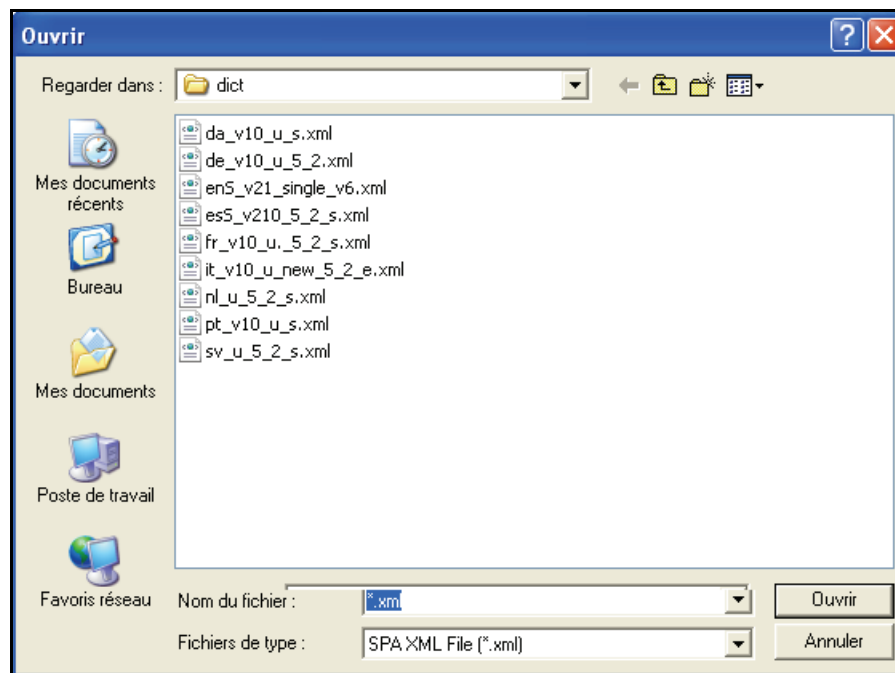 Ouvrir
Regarder dans : dict
da_v10_u_s.xml
de_v10_u_5_2.xml
en5_v21_single_v6.xml
es5_v210_5_2_s.xml
fr_v10_u._5_2_s.xml
it_v10_u_new_5_2_e.xml
nl_u_5_2_s.xml
pt_v10_u_s.xml
sv_u_5_2_s.xml
Mes documents
récents
Bureau
Mes documents
Poste de travail
Favoris réseau
Nom du fichier : *.xml Ouvrir
Fichiers de type : SPA XML File (*.xml) Annuler